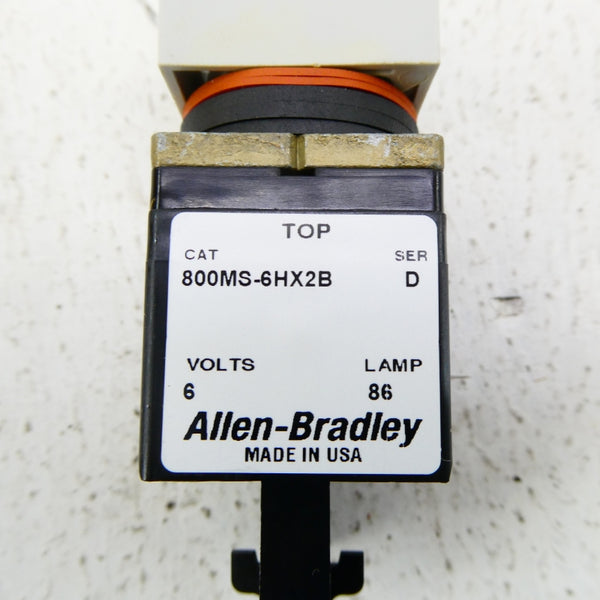 TOP
CAT SER
800MS-6HX2B D
VOLTS LAMP
6 86
Allen-Bradley
MADE IN USA